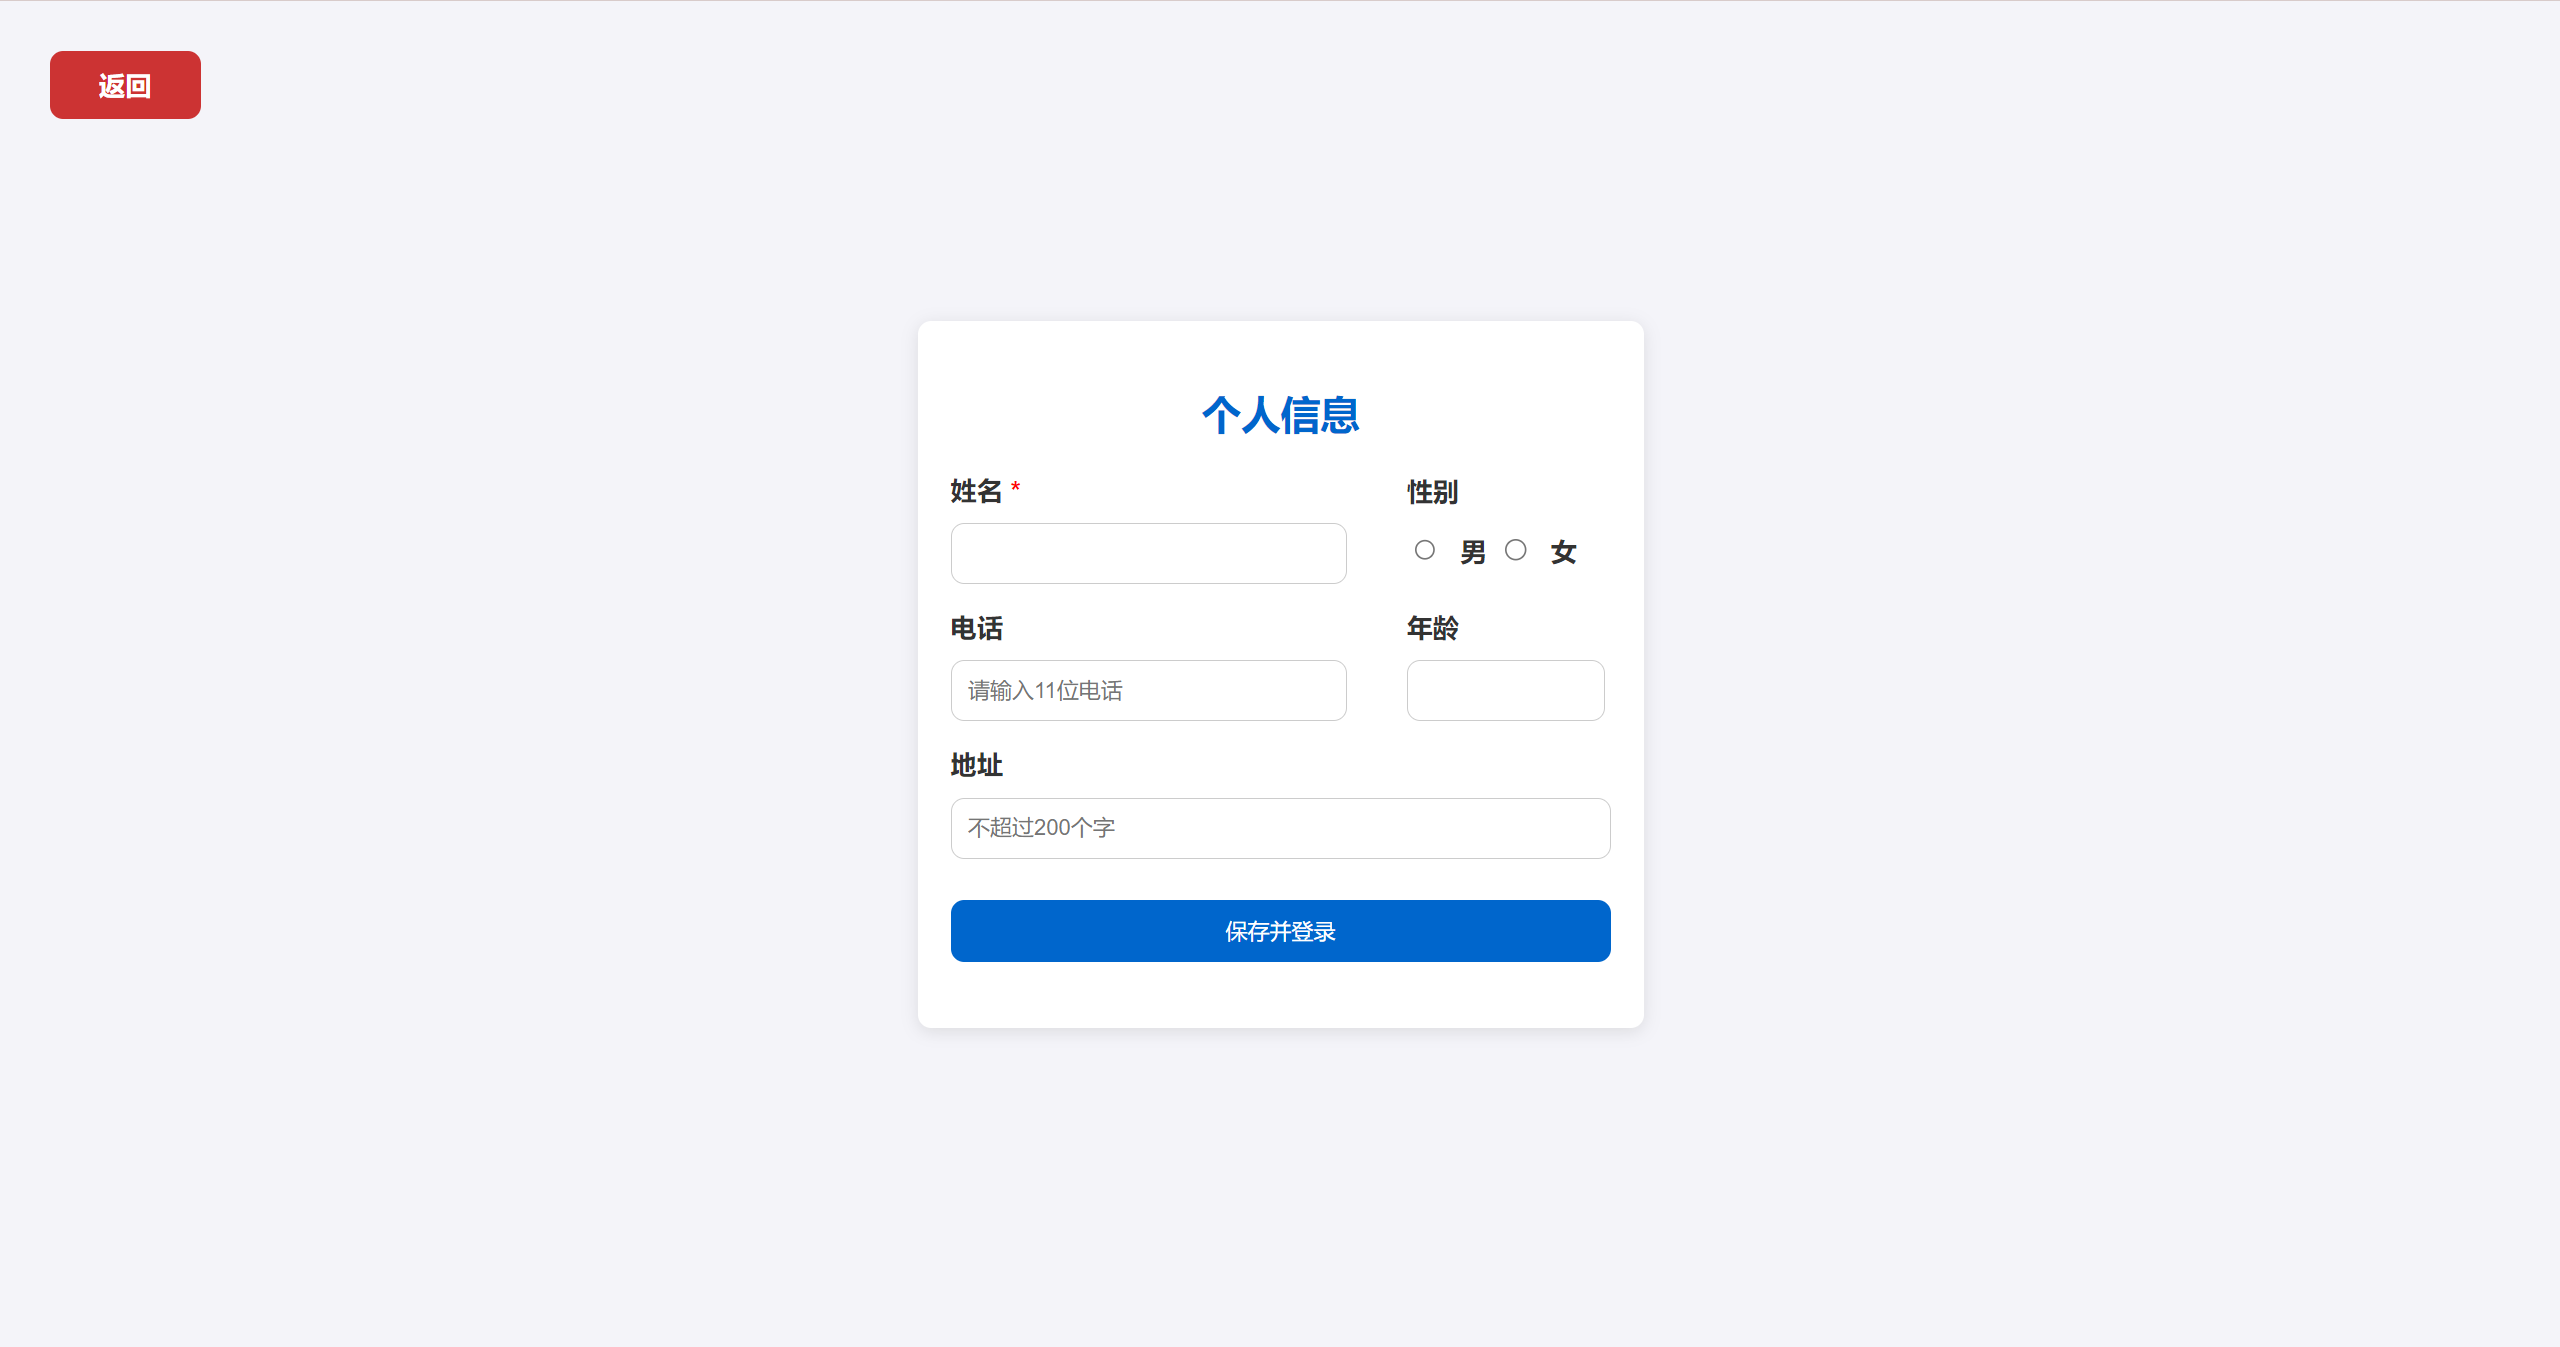 返回
个人信息
姓名 *
性别
男 女
电话
年龄
请输入11位电话
地址
不超过200个字
保存并登录